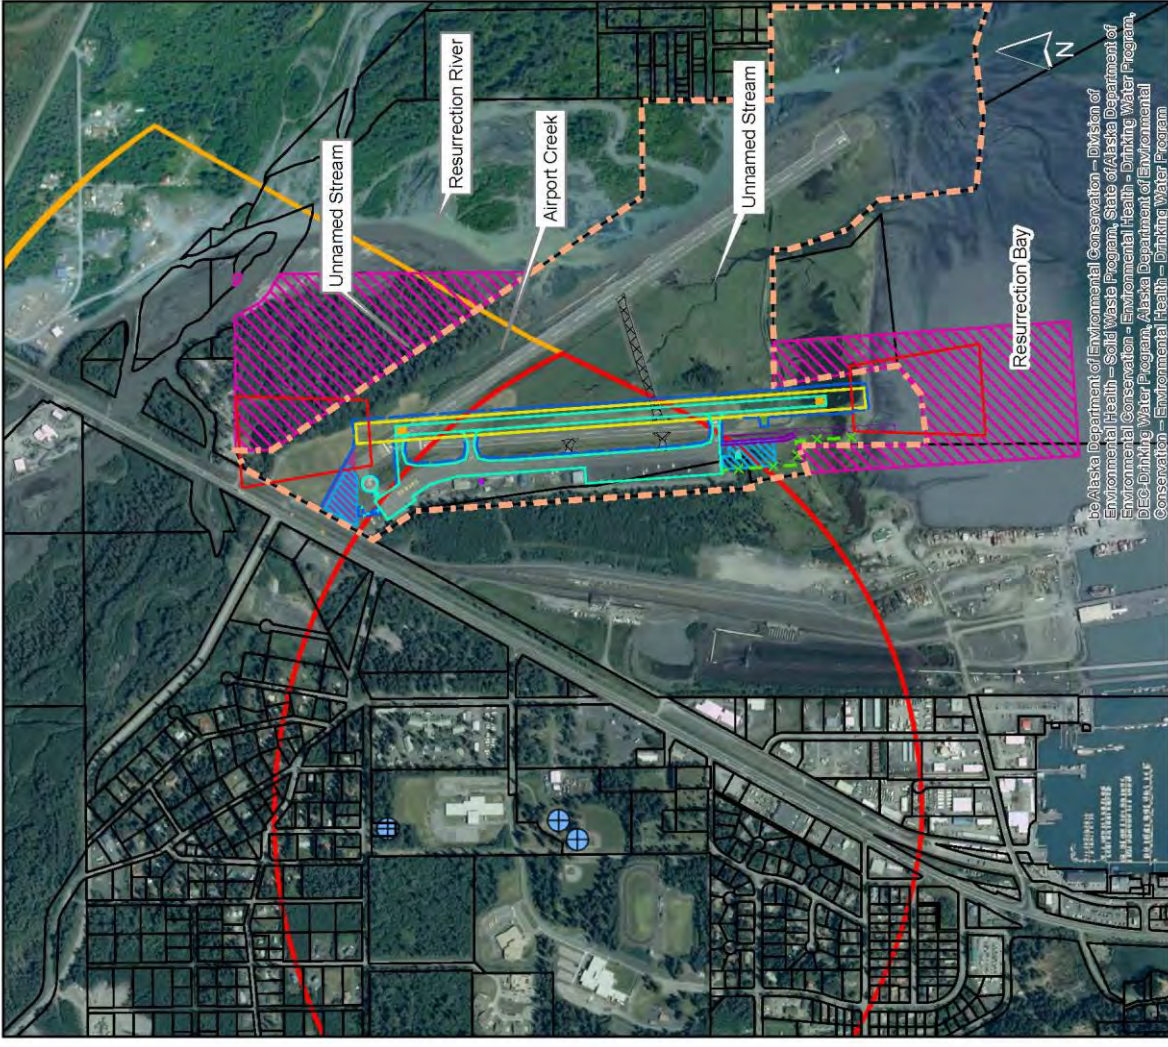 Unnamed Stream
Resurrection River
Airport Creek
Unnamed Stream
N
Resurrection Bay
be Alaska Department of Environmental Conservation – Division of
Environmental Health – Solid Waste Program, State of Alaska Department of
Environmental Conservation - Environmental Health - Drinking Water Program,
DEC-Drinking Water Program, Alaska Department of Environmental
Conservation – Environmental Health – Drinking Water Program